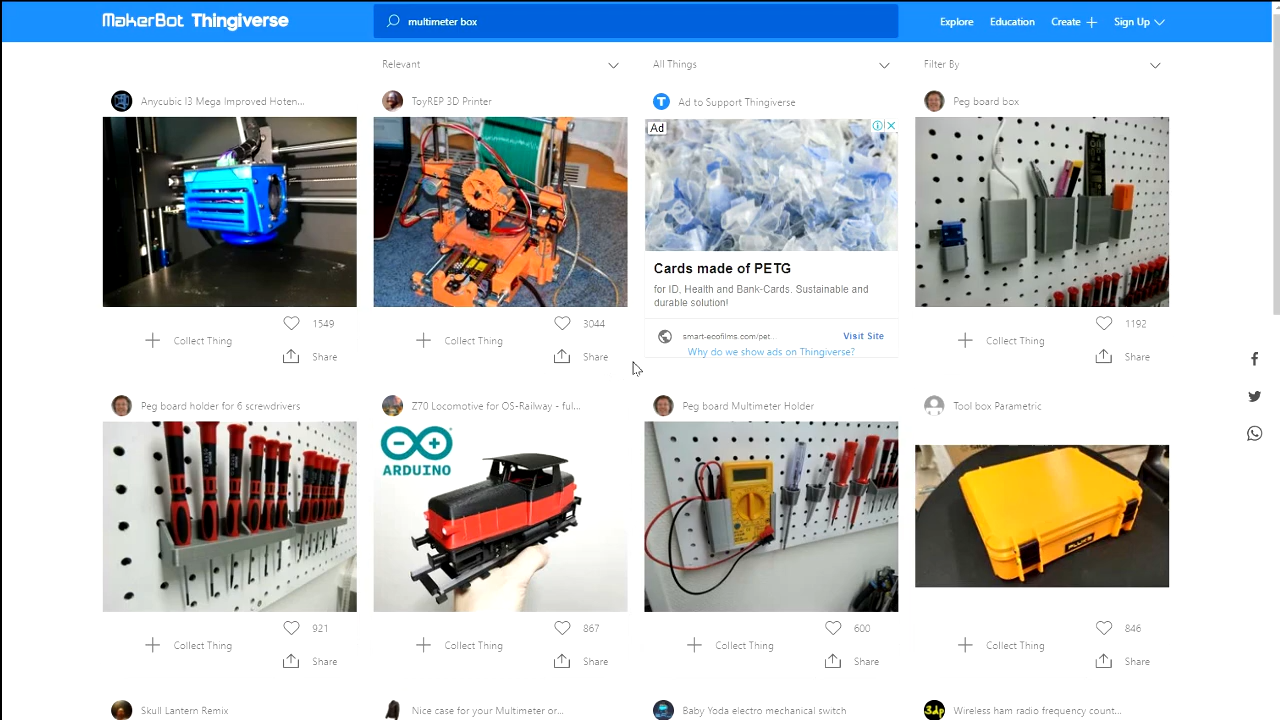 MakerBot Thingiverse
multimeter box
Explore
Education
Create
Sign Up
Relevant
All Things
Filter By
Anycubic I3 Mega Improved Hoten...
ToyREP 3D Printer
Ad to Support Thingiverse
Peg board box
Ad
Cards made of PETG
for ID, Health and Bank-Cards. Sustainable and
durable solution!
smart-ecofilms.com/pet..
Visit Site
Why do we show ads on Thingiverse?
1549
Collect Thing
Share
3044
Collect Thing
Share
1192
Collect Thing
Share
Peg board holder for 6 screwdrivers
Z70 Locomotive for OS-Railway - ful...
Peg board Multimeter Holder
Tool box Parametric
ARDUINO
FLUKE
921
Collect Thing
Share
867
Collect Thing
Share
600
Collect Thing
Share
846
Collect Thing
Share
Skull Lantern Remix
Nice case for your Multimeter or...
Baby Yoda electro mechanical switch
3dp
Wireless ham radio frequency count...